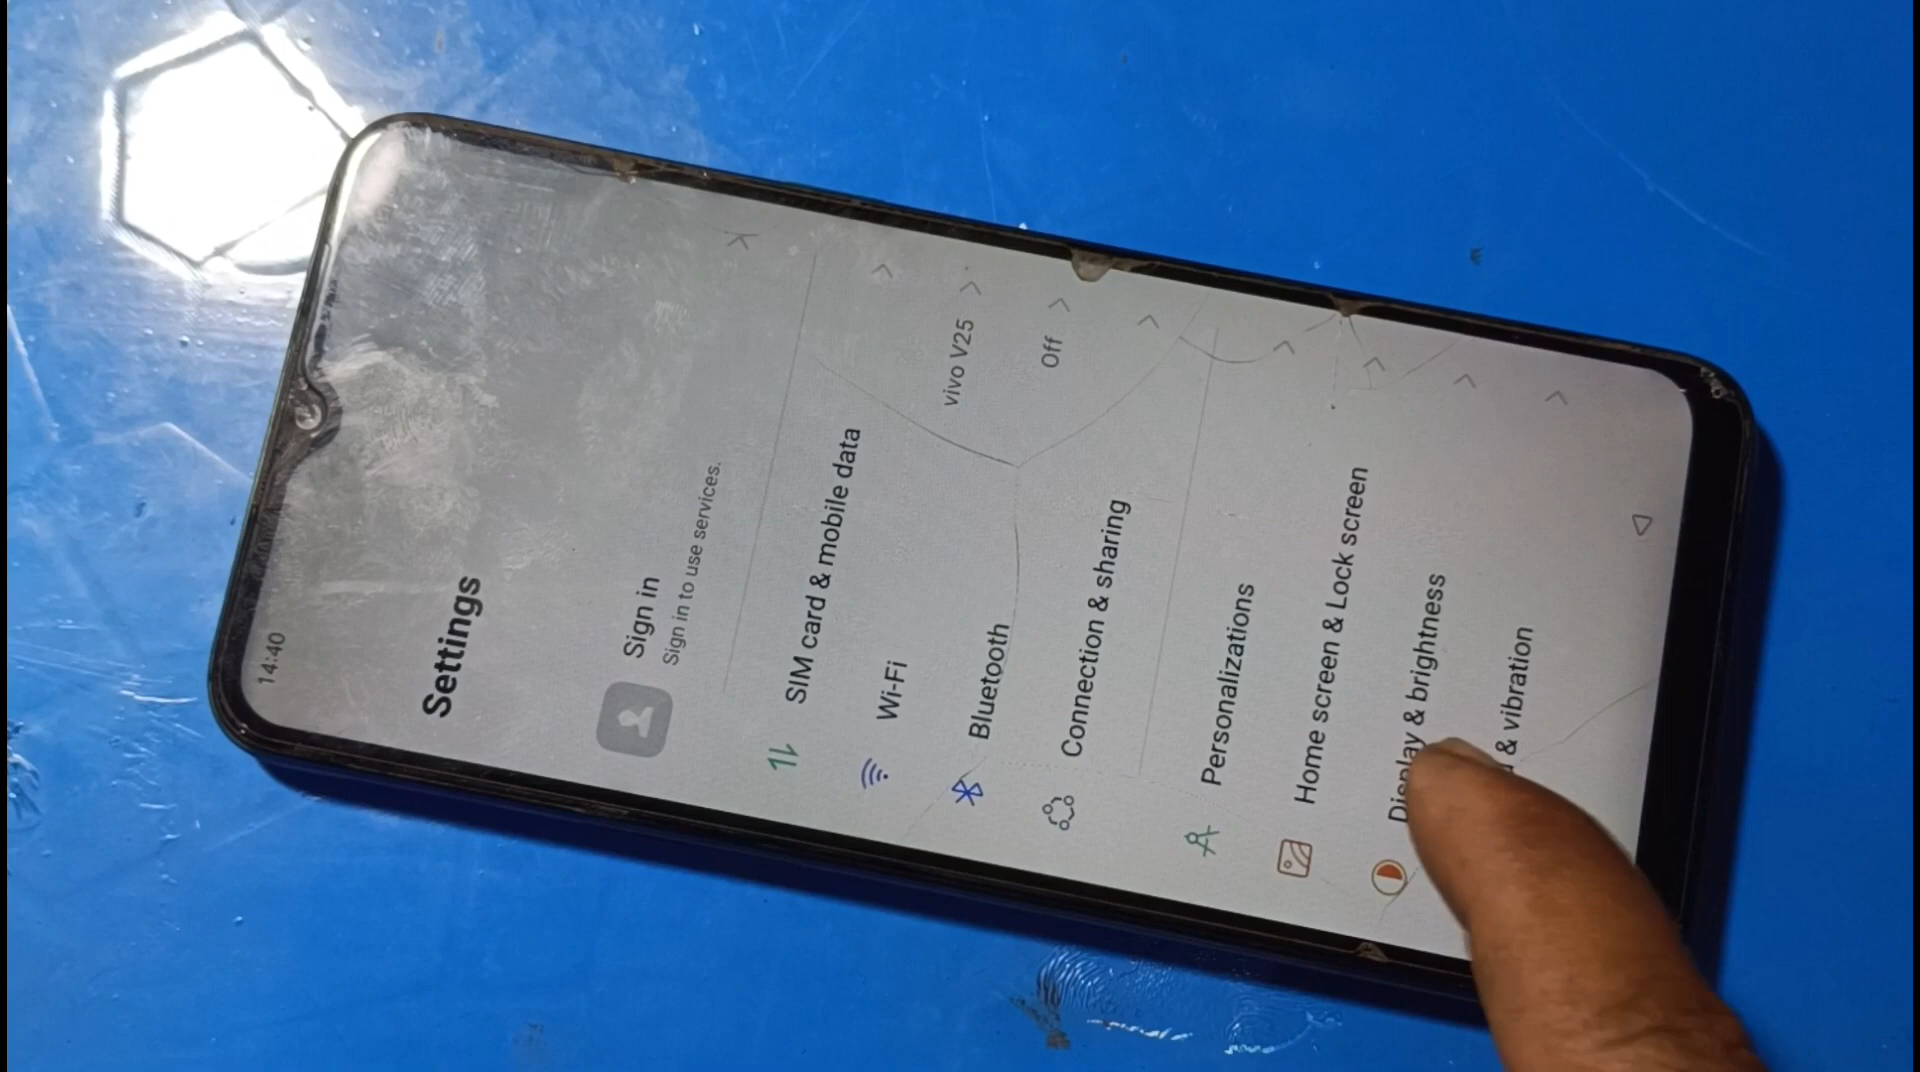 14:40
Settings
Sign in
Sign in to use services.
SIM card & mobile data
Wi-Fi vivo V25
Bluetooth Off
Connection & sharing
Personalizations
Home screen & Lock screen
Display & brightness
& vibration